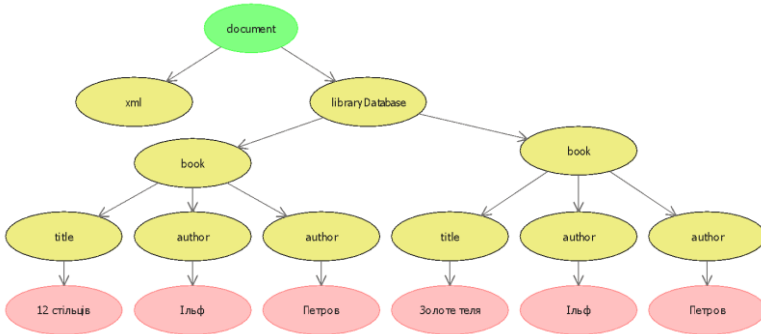 document
xml
libraryDatabase
book
book
title
author
author
title
author
author
12 стільців
Ільф
Петров
Золоте теля
Ільф
Петров